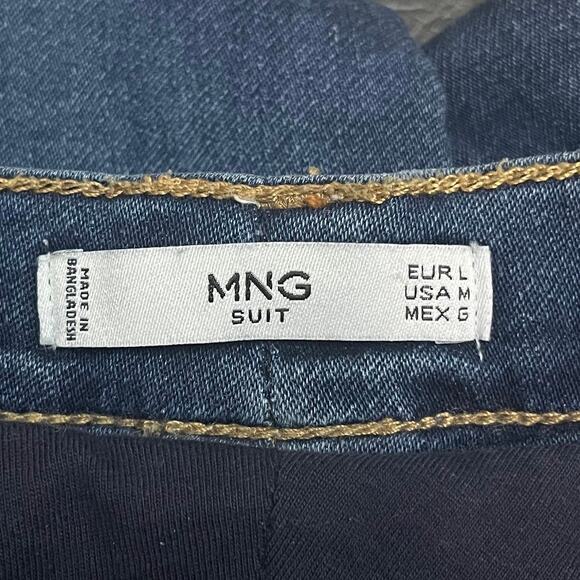 MADE IN
BANGLADESH
MNG
SUIT
EUR L
USA M
MEX G